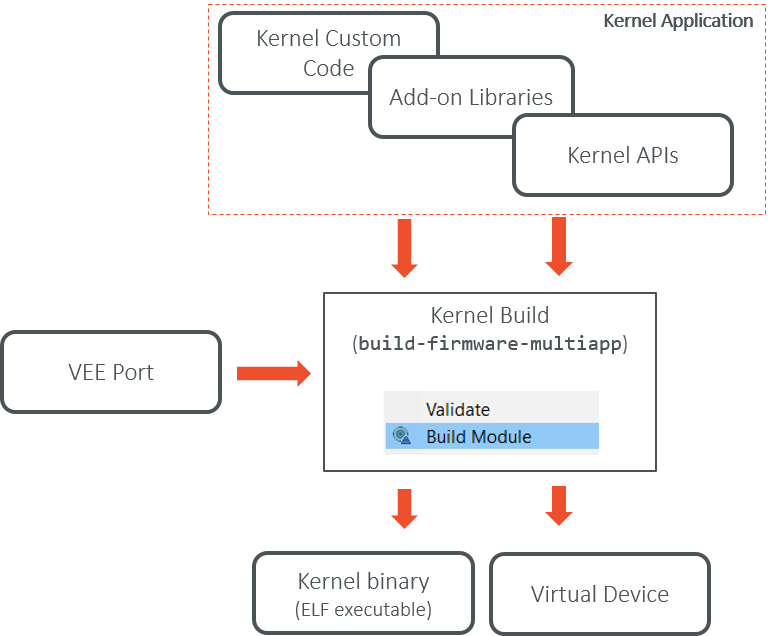 Kernel Application
Kernel Custom
Code
Add-on Libraries
Kernel APIs
Kernel Build
(build-firmware-multiapp)
VEE Port
Validate
Build Module
Kernel binary
(ELF executable)
Virtual Device